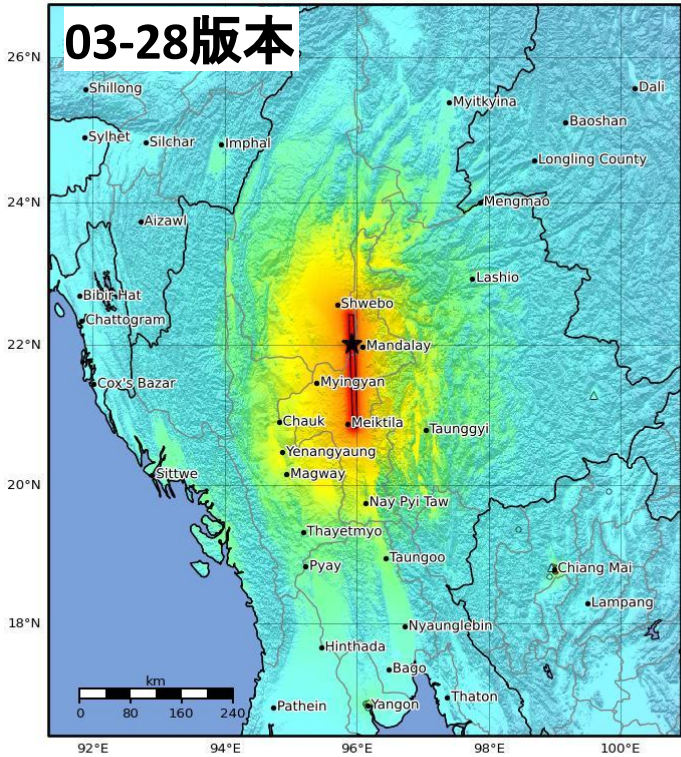 03-28版本
26°N
Shillong
Dali
Myitkyina
Baoshan
Sylhet
Silchar
Imphal
Longling County
24°N
Mengmao
Aizawl
Lashio
Bibir Hat
Shwebo
Chattogram
22°N
Mandalay
Cox's Bazar
Myingyan
Chauk
Meiktila
Taunggyi
Yenangyaung
Sittwe
Magway
20°N
Nay Pyi Taw
Thayetmyo
Taungoo
Pyay
Chiang Mai
Lampang
18°N
Nyaunglebin
Hinthada
Bago
km
Thaton
Pathein
Yangon
0 80 160 240
92°E 94°E 96°E 98°E 100°E